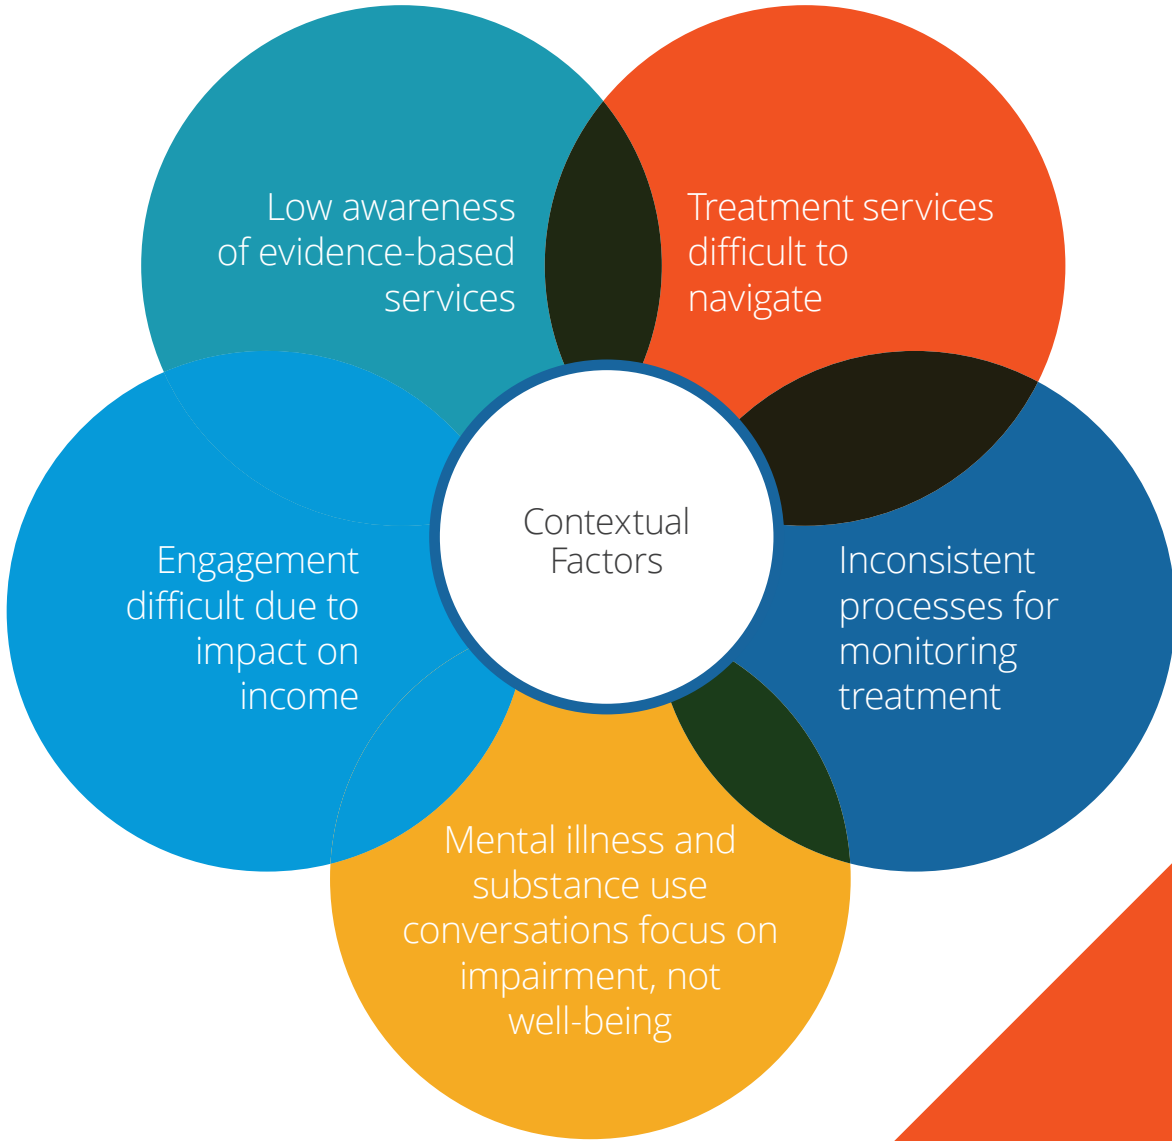 Low awareness
of evidence-based
services
Treatment services
difficult to
navigate
Contextual
Factors
Engagement
difficult due to
impact on
income
Inconsistent
processes for
monitoring
treatment
Mental illness and
substance use
conversations focus on
impairment, not
well-being